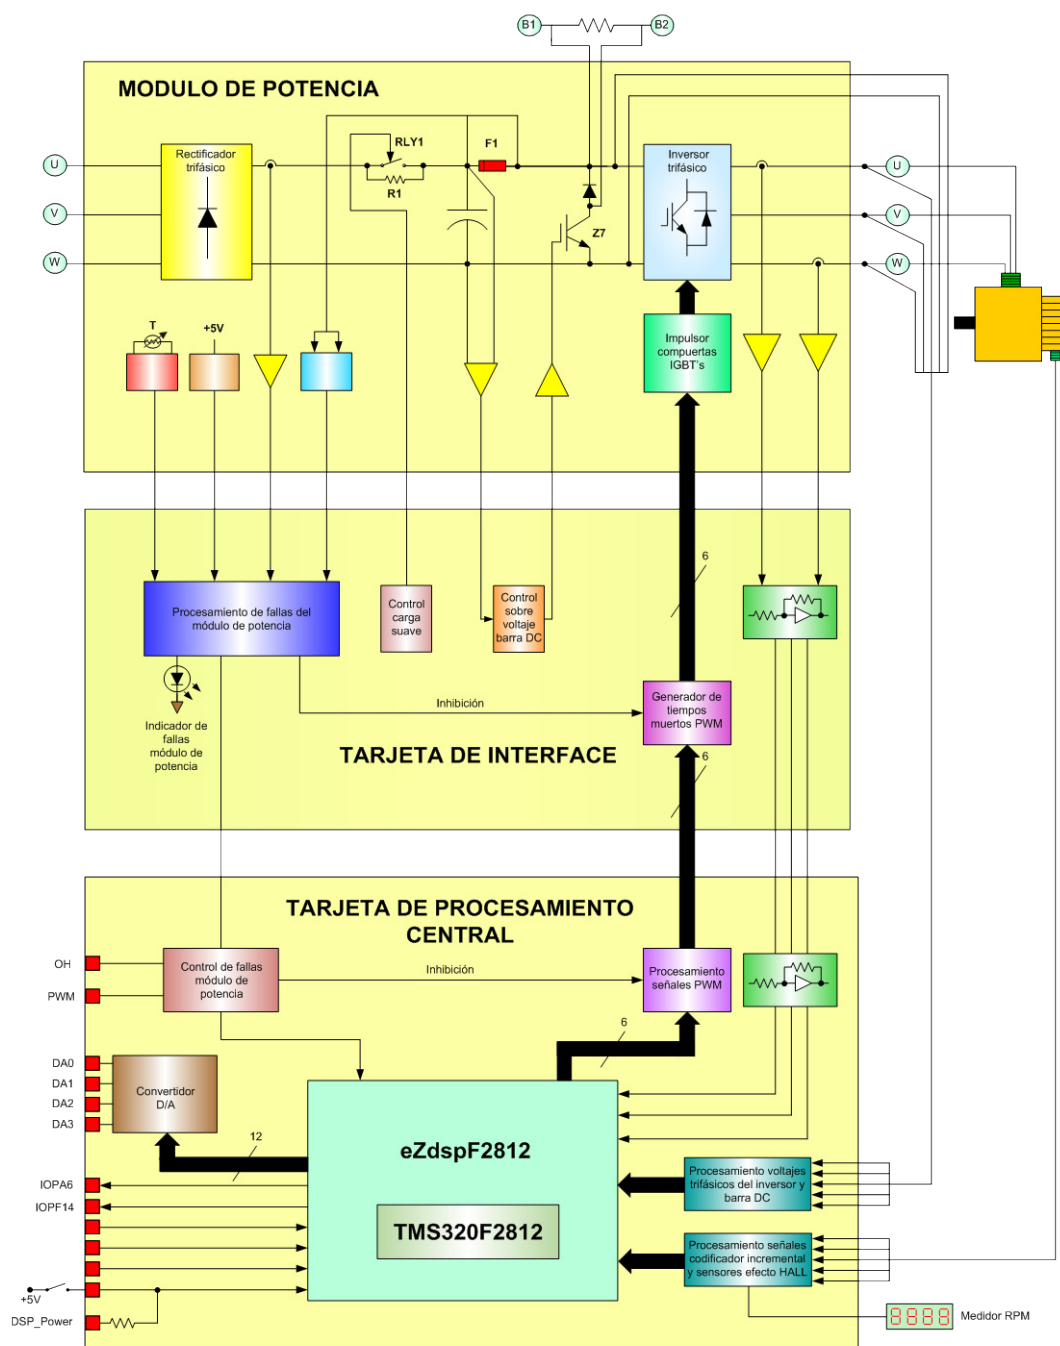 B1
B2
MODULO DE POTENCIA
RLY1
F1
R1
Z7
U
V
W
Rectificador
trifásico
Inversor
trifásico
U
V
W
T
+5V
Impulsor
compuertas
IGBT's
6
Procesamiento de fallas del
módulo de potencia
Control
carga
suave
Control
sobre
voltaje
barra DC
Inhibición
Generador de
tiempos
muertos PWM
Indicador de
fallas
módulo de
potencia
TARJETA DE INTERFACE
6
TARJETA DE PROCESAMIENTO
CENTRAL
OH
PWM
Control de fallas
módulo de
potencia
Inhibición
Procesamiento
señales PWM
6
DA0
DA1
DA2
DA3
Convertidor
D/A
12
eZdspF2812
TMS320F2812
IOPA6
IOPF14
Procesamiento voltajes
trifásicos del inversor y
barra DC
Procesamiento señales
codificador incremental
y sensores efecto HALL
+5V
DSP_Power
8888
Medidor RPM